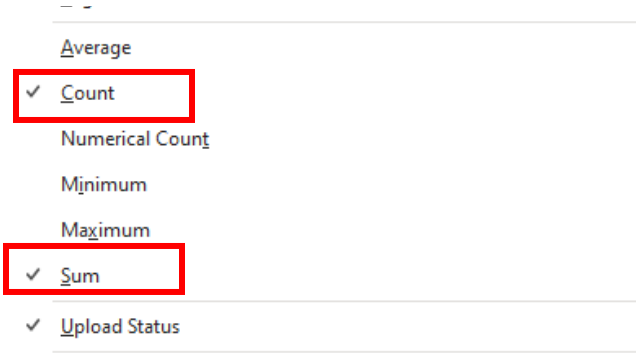 Average
Count
Numerical Count
Minimum
Maximum
Sum
Upload Status